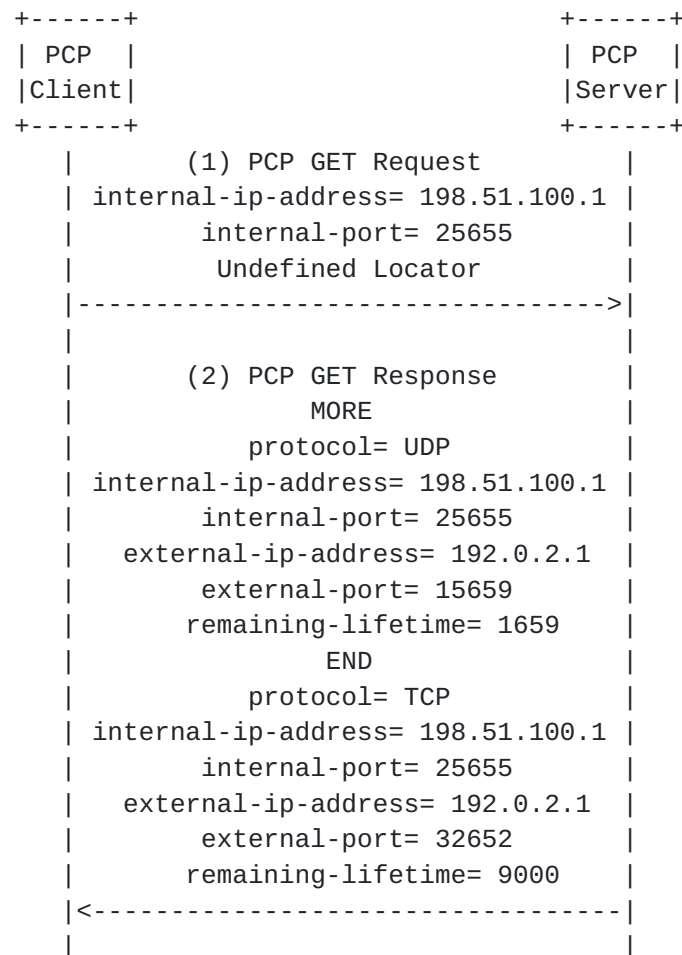 +------+                            +------+
| PCP  |                            | PCP  |
|Client|                            |Server|
+------+                            +------+
   |       (1) PCP GET Request         |
   | internal-ip-address= 198.51.100.1 |
   |        internal-port= 25655       |
   |         Undefined Locator         |
   |---------------------------------->|
   |                                   |
   |       (2) PCP GET Response        |
   |               MORE                |
   |           protocol= UDP           |
   | internal-ip-address= 198.51.100.1 |
   |        internal-port= 25655       |
   |   external-ip-address= 192.0.2.1  |
   |        external-port= 15659       |
   |       remaining-lifetime= 1659    |
   |                END                |
   |           protocol= TCP           |
   | internal-ip-address= 198.51.100.1 |
   |        internal-port= 25655       |
   |   external-ip-address= 192.0.2.1  |
   |        external-port= 32652       |
   |       remaining-lifetime= 9000    |
   |<----------------------------------|
   |                                   |